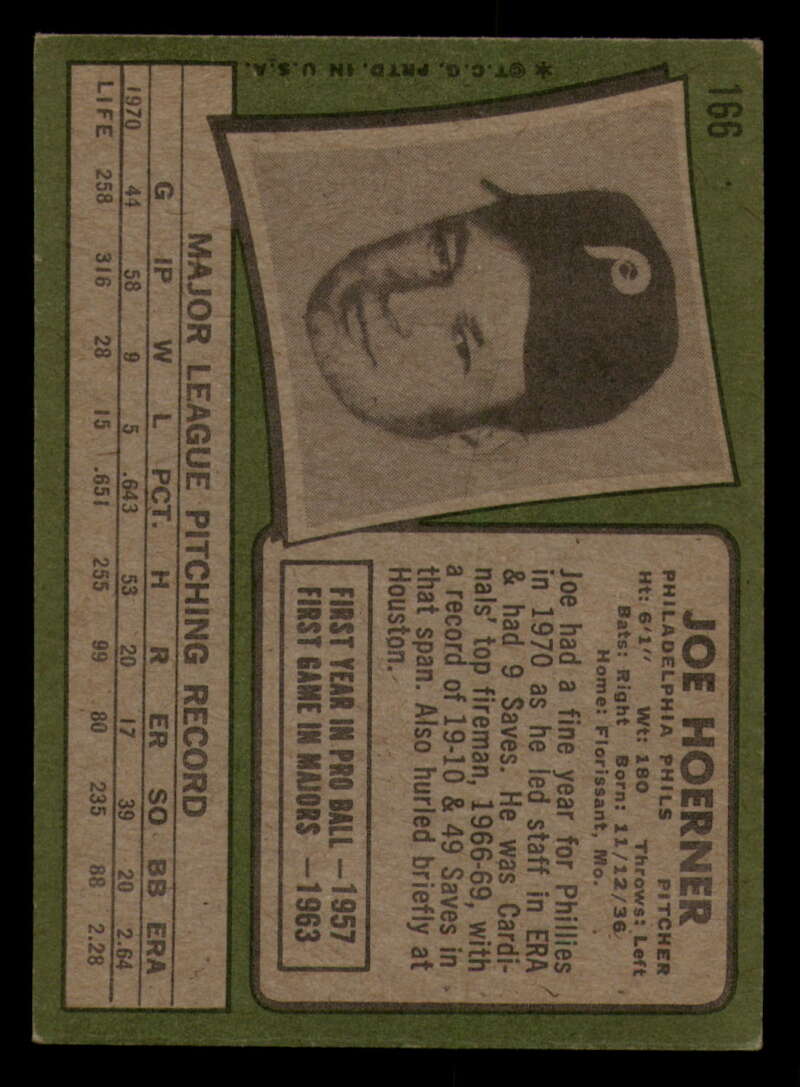 166
* © T.C.G. PRTD. IN U.S.A.
P
JOE HOERNER
PHILADELPHIA PHILS PITCHER
Ht: 6'1" Wt: 180 Throws: Left
Bats: Right Born: 11/12/36
Home: Florissant, Mo.
Joe had a fine year for Phillies
in 1970 as he led staff in ERA
& had 9 Saves. He was Cardi-
nals' top fireman, 1966-69, with
a record of 19-10 & 49 Saves in
that span. Also hurled briefly at
Houston.
FIRST YEAR IN PRO BALL—1957
FIRST GAME IN MAJORS—1963
MAJOR LEAGUE PITCHING RECORD
G IP W L PCT. H R ER SO BB ERA
1970 44 58 9 5 .643 53 20 17 39 20 2.64
LIFE 258 316 28 15 .651 255 99 80 235 88 2.28